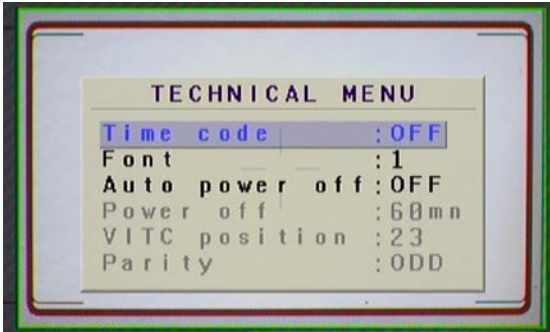 TECHNICAL MENU
Time code :OFF
Font :1
Auto power off:OFF
Power off :60mn
VITC position :23
Parity :ODD